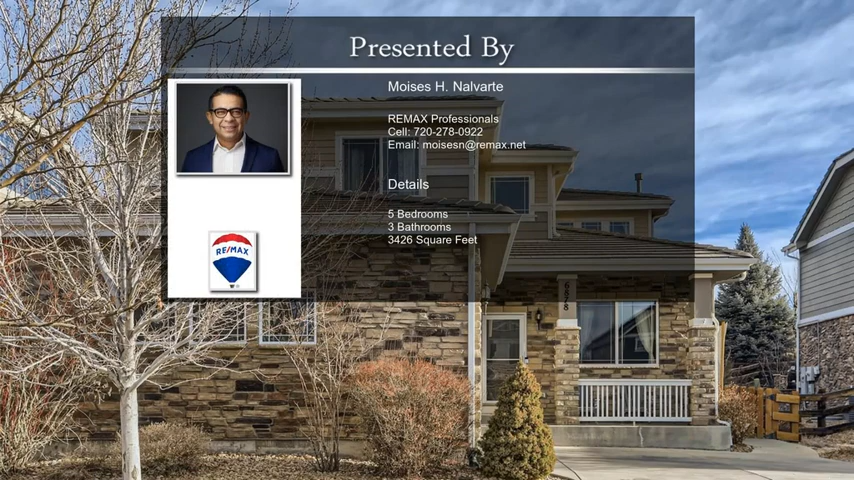 Presented By
Moises H. Nalvarte
REMAX Professionals
Cell: 720-278-0922
Email: moisesn@remax.net
Details
5 Bedrooms
3 Bathrooms
3426 Square Feet
RE/MAX
6828